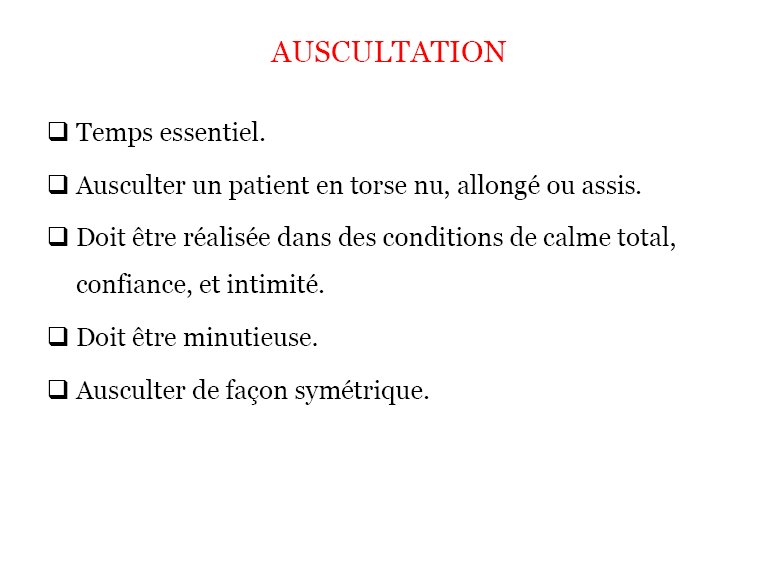 AUSCULTATION
❑ Temps essentiel.
❑ Ausculter un patient en torse nu, allongé ou assis.
❑ Doit être réalisée dans des conditions de calme total,
confiance, et intimité.
❑ Doit être minutieuse.
❑ Ausculter de façon symétrique.